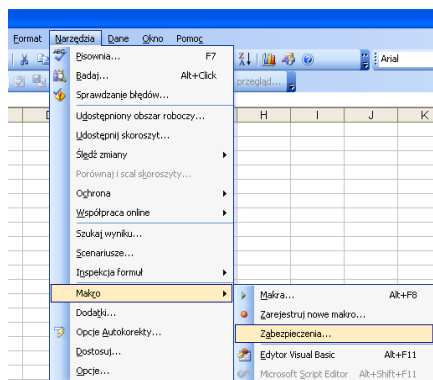 Format Narzędzia Dane Okno Pomoc
Pisownia... F7
Arial
Badaj... Alt+Click
przegląd...
Sprawdzanie błędów...
Udostępniony obszar roboczy...
H I J K
Udostępnij skoroszyt...
Śledź zmiany
Porównaj i scal skoroszyty...
Ochrona
Współpraca online
Szukaj wyniku...
Scenariusze...
Inspekcja formuł
Makro
Makra... Alt+F8
Dodatki...
Zarejestruj nowe makro...
Opcje Autokorekty...
Zabezpieczenia...
Dostosuj...
Edytor Visual Basic Alt+F11
Opcje...
Microsoft Script Editor Alt+Shift+F11